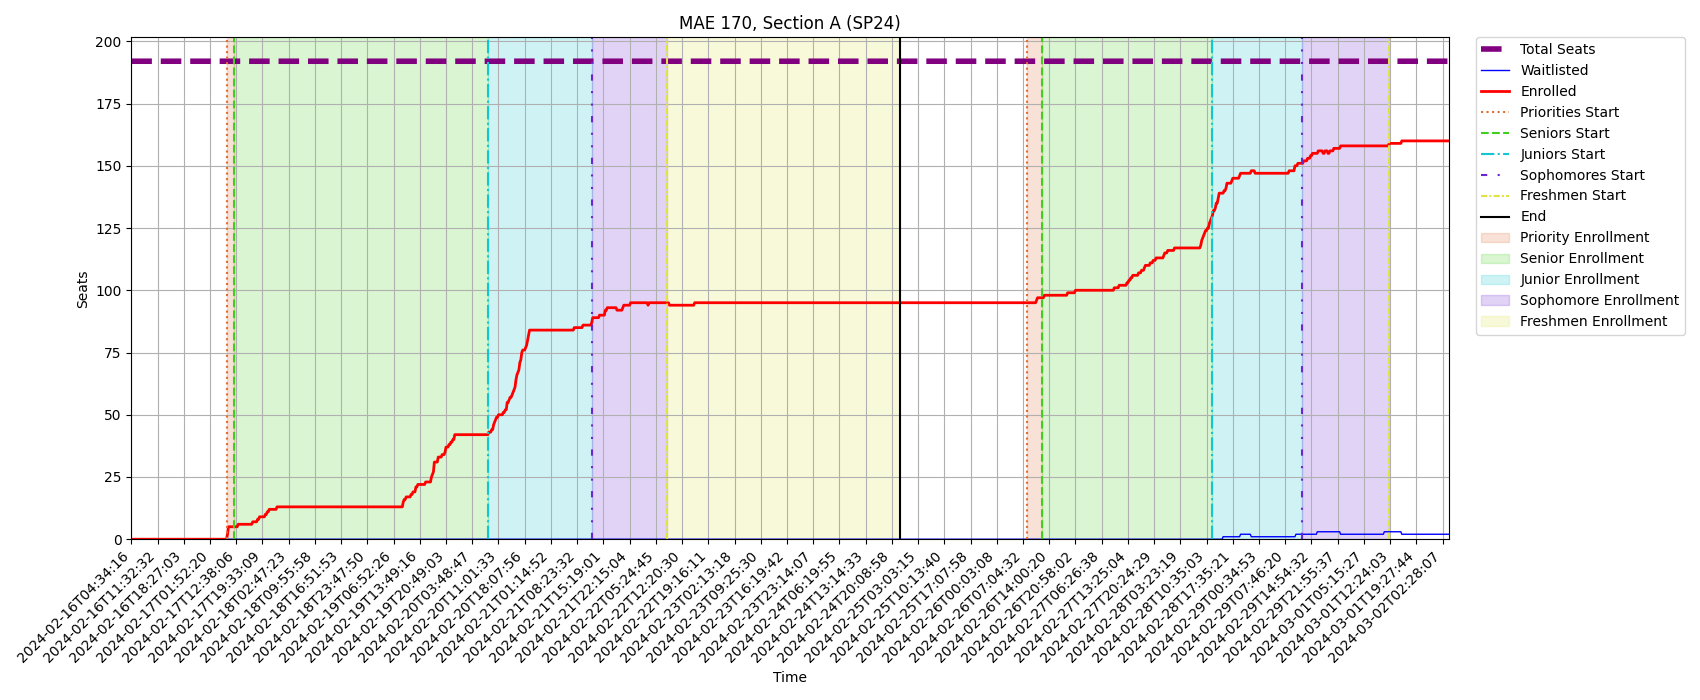 MAE 170, Section A (SP24)
Seats
200
175
150
125
100
75
50
25
0
2024-02-16T04:34:16
2024-02-16T11:32:32
2024-02-16T18:27:03
2024-02-17T01:52:20
2024-02-17T12:38:06
2024-02-17T19:33:09
2024-02-18T02:47:23
2024-02-18T09:55:58
2024-02-18T16:51:53
2024-02-18T23:47:50
2024-02-19T06:52:26
2024-02-19T13:49:16
2024-02-19T20:49:03
2024-02-20T03:48:47
2024-02-20T11:01:33
2024-02-20T18:07:56
2024-02-21T01:14:52
2024-02-21T08:23:32
2024-02-21T15:19:01
2024-02-21T22:15:04
2024-02-22T05:24:45
2024-02-22T12:20:30
2024-02-22T19:16:11
2024-02-23T02:13:18
2024-02-23T09:25:30
2024-02-23T16:19:42
2024-02-23T23:14:07
2024-02-24T06:19:55
2024-02-24T13:14:33
2024-02-24T20:08:58
2024-02-25T03:03:15
2024-02-25T10:13:40
2024-02-25T17:07:58
2024-02-26T00:03:08
2024-02-26T07:04:32
2024-02-26T14:00:20
2024-02-26T20:58:02
2024-02-27T06:26:38
2024-02-27T13:25:04
2024-02-27T20:24:29
2024-02-28T03:23:19
2024-02-28T10:35:03
2024-02-28T17:35:21
2024-02-29T00:34:53
2024-02-29T07:46:20
2024-02-29T14:54:32
2024-02-29T21:55:37
2024-03-01T05:15:27
2024-03-01T12:24:03
2024-03-01T19:27:44
2024-03-02T02:28:07
Time
Total Seats
Waitlisted
Enrolled
Priorities Start
Seniors Start
Juniors Start
Sophomores Start
Freshmen Start
End
Priority Enrollment
Senior Enrollment
Junior Enrollment
Sophomore Enrollment
Freshmen Enrollment